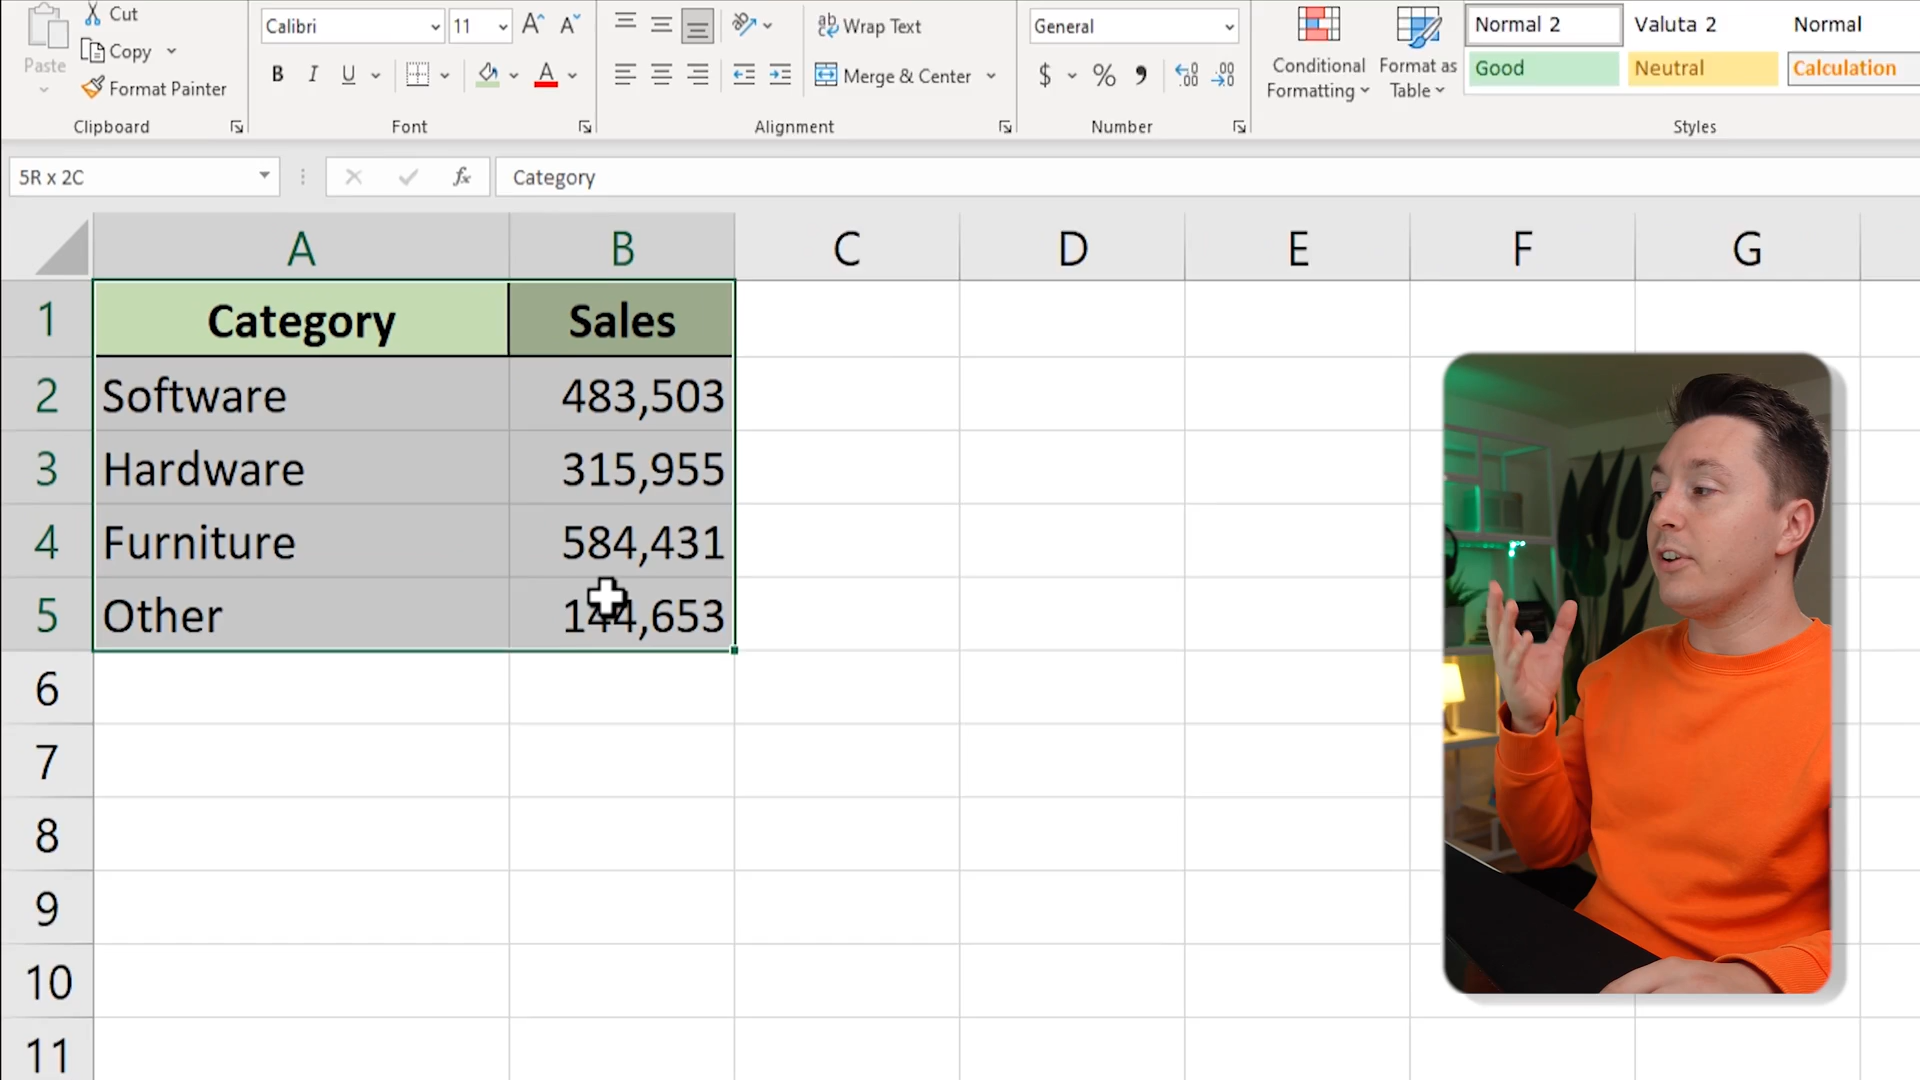 Cut
Copy
Paste
Format Painter
Clipboard
Calibri 11
B I U A
Font
Wrap Text
Merge & Center
Alignment
General
$ %
Number
Conditional Formatting
Format as Table
Normal 2 Valuta 2 Normal
Good Neutral Calculation
Styles
5R x 2C fx Category
A B C D E F G
1 Category Sales
2 Software 483,503
3 Hardware 315,955
4 Furniture 584,431
5 Other 144,653
6
7
8
9
10
11